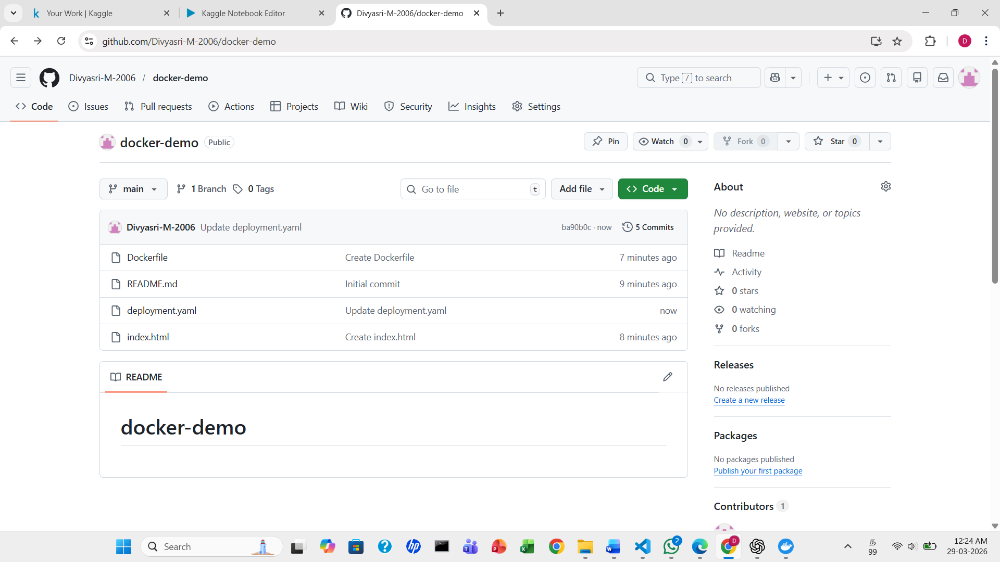 Your Work | Kaggle
Kaggle Notebook Editor
Divyasri-M-2006/docker-demo
github.com/Divyasri-M-2006/docker-demo
D
Divyasri-M-2006 / docker-demo
Type / to search
Code
Issues
Pull requests
Actions
Projects
Wiki
Security
Insights
Settings
docker-demo Public
Pin
Watch 0
Fork 0
Star 0
main
1 Branch
0 Tags
Go to file t
Add file
Code
Divyasri-M-2006 Update deployment.yaml ba90b0c · now 5 Commits
Dockerfile Create Dockerfile 7 minutes ago
README.md Initial commit 9 minutes ago
deployment.yaml Update deployment.yaml now
index.html Create index.html 8 minutes ago
README
docker-demo
About
No description, website, or topics
provided.
Readme
Activity
0 stars
0 watching
0 forks
Releases
No releases published
Create a new release
Packages
No packages published
Publish your first package
Contributors 1
Search
2
D
99
12:24 AM
29-03-2026